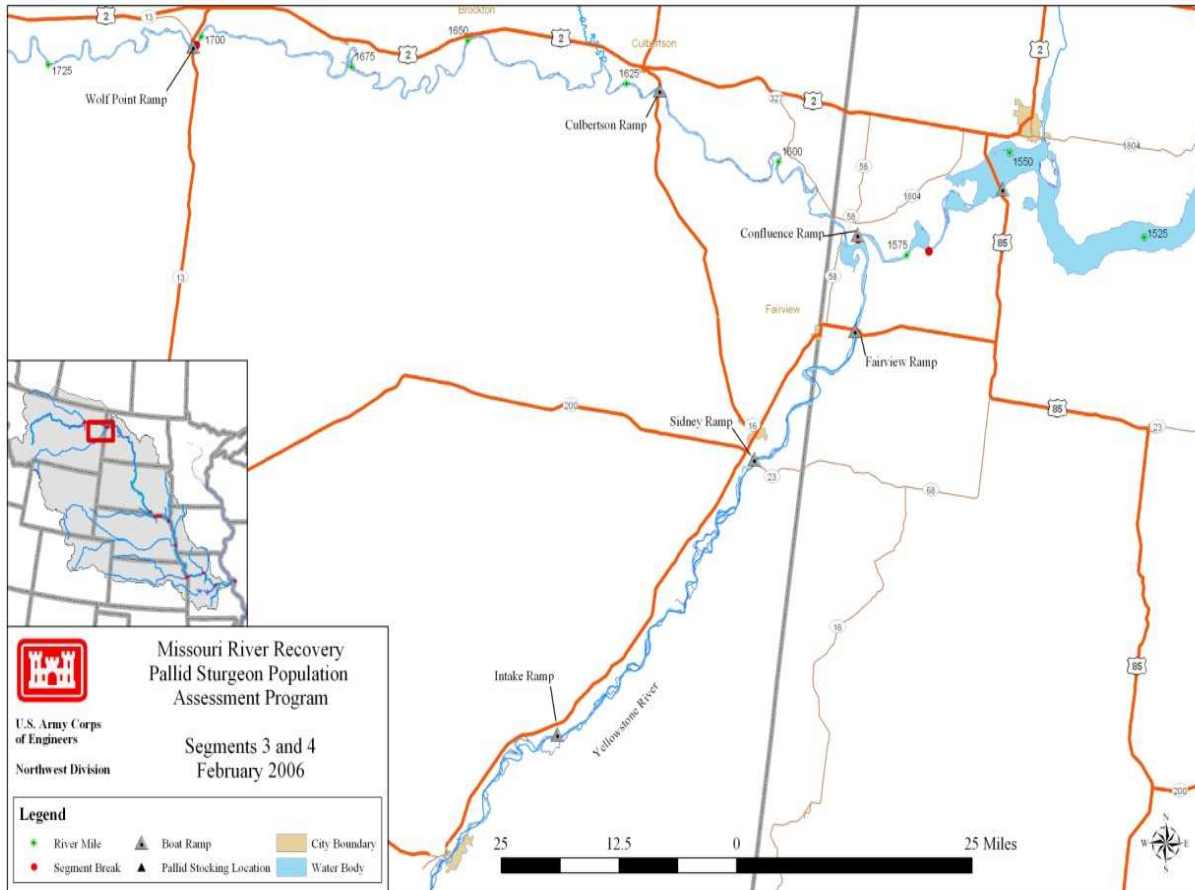 13
2
Brockton
1650
1700
1675
2
2
Culbertson
1725
Wolf Point Ramp
1625
Culbertson Ramp
327
2
1600
56
1804
1804
1550
58
Confluence Ramp
1575
85
1525
58
13
Fairview
Fairview Ramp
200
Sidney Ramp
16
23
68
85
23
16
85
200
Intake Ramp
Yellowstone River
U.S. Army Corps
of Engineers
Northwest Division
Missouri River Recovery
Pallid Sturgeon Population
Assessment Program
Segments 3 and 4
February 2006
Legend
River Mile
Boat Ramp
City Boundary
Segment Break
Pallid Stocking Location
Water Body
25 12.5 0 25 Miles
N
W E
S